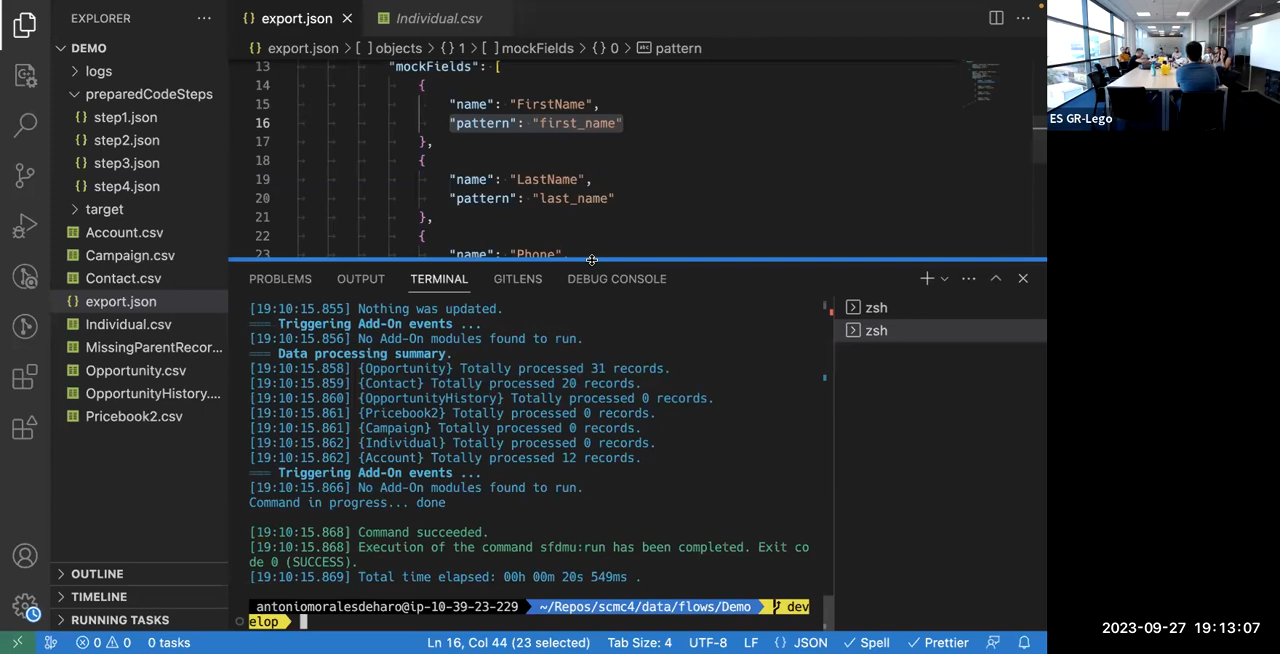 EXPLORER
export.json
Individual.csv
DEMO
export.json > [ ] objects > {} 1 > [ ] mockFields > {} 0 > pattern
logs
preparedCodeSteps
step1.json
step2.json
step3.json
step4.json
target
Account.csv
Campaign.csv
Contact.csv
export.json
Individual.csv
MissingParentRecor...
Opportunity.csv
OpportunityHistory....
Pricebook2.csv
OUTLINE
TIMELINE
RUNNING TASKS
13 "mockFields": [
14 {
15 "name": "FirstName",
16 "pattern": "first_name"
17 },
18 {
19 "name": "LastName",
20 "pattern": "last_name"
21 },
22 {
23 "name": "Phone",
PROBLEMS OUTPUT TERMINAL GITLENS DEBUG CONSOLE
[19:10:15.855] Nothing was updated.
=== Triggering Add-On events ...
[19:10:15.856] No Add-On modules found to run.
=== Data processing summary.
[19:10:15.858] {Opportunity} Totally processed 31 records.
[19:10:15.859] {Contact} Totally processed 20 records.
[19:10:15.860] {OpportunityHistory} Totally processed 0 records.
[19:10:15.861] {Pricebook2} Totally processed 0 records.
[19:10:15.861] {Campaign} Totally processed 0 records.
[19:10:15.862] {Individual} Totally processed 0 records.
[19:10:15.862] {Account} Totally processed 12 records.
=== Triggering Add-On events ...
[19:10:15.866] No Add-On modules found to run.
Command in progress... done
[19:10:15.868] Command succeeded.
[19:10:15.868] Execution of the command sfdmu:run has been completed. Exit co
de 0 (SUCCESS).
[19:10:15.869] Total time elapsed: 00h 00m 20s 549ms .
antoniomoralesdeharo@ip-10-39-23-229 ~/Repos/scmc4/data/flows/Demo dev
elop
zsh
zsh
0 0 0 tasks
Ln 16, Col 44 (23 selected) Tab Size: 4 UTF-8 LF {} JSON Spell Prettier
ES GR-Lego
2023-09-27 19:13:07